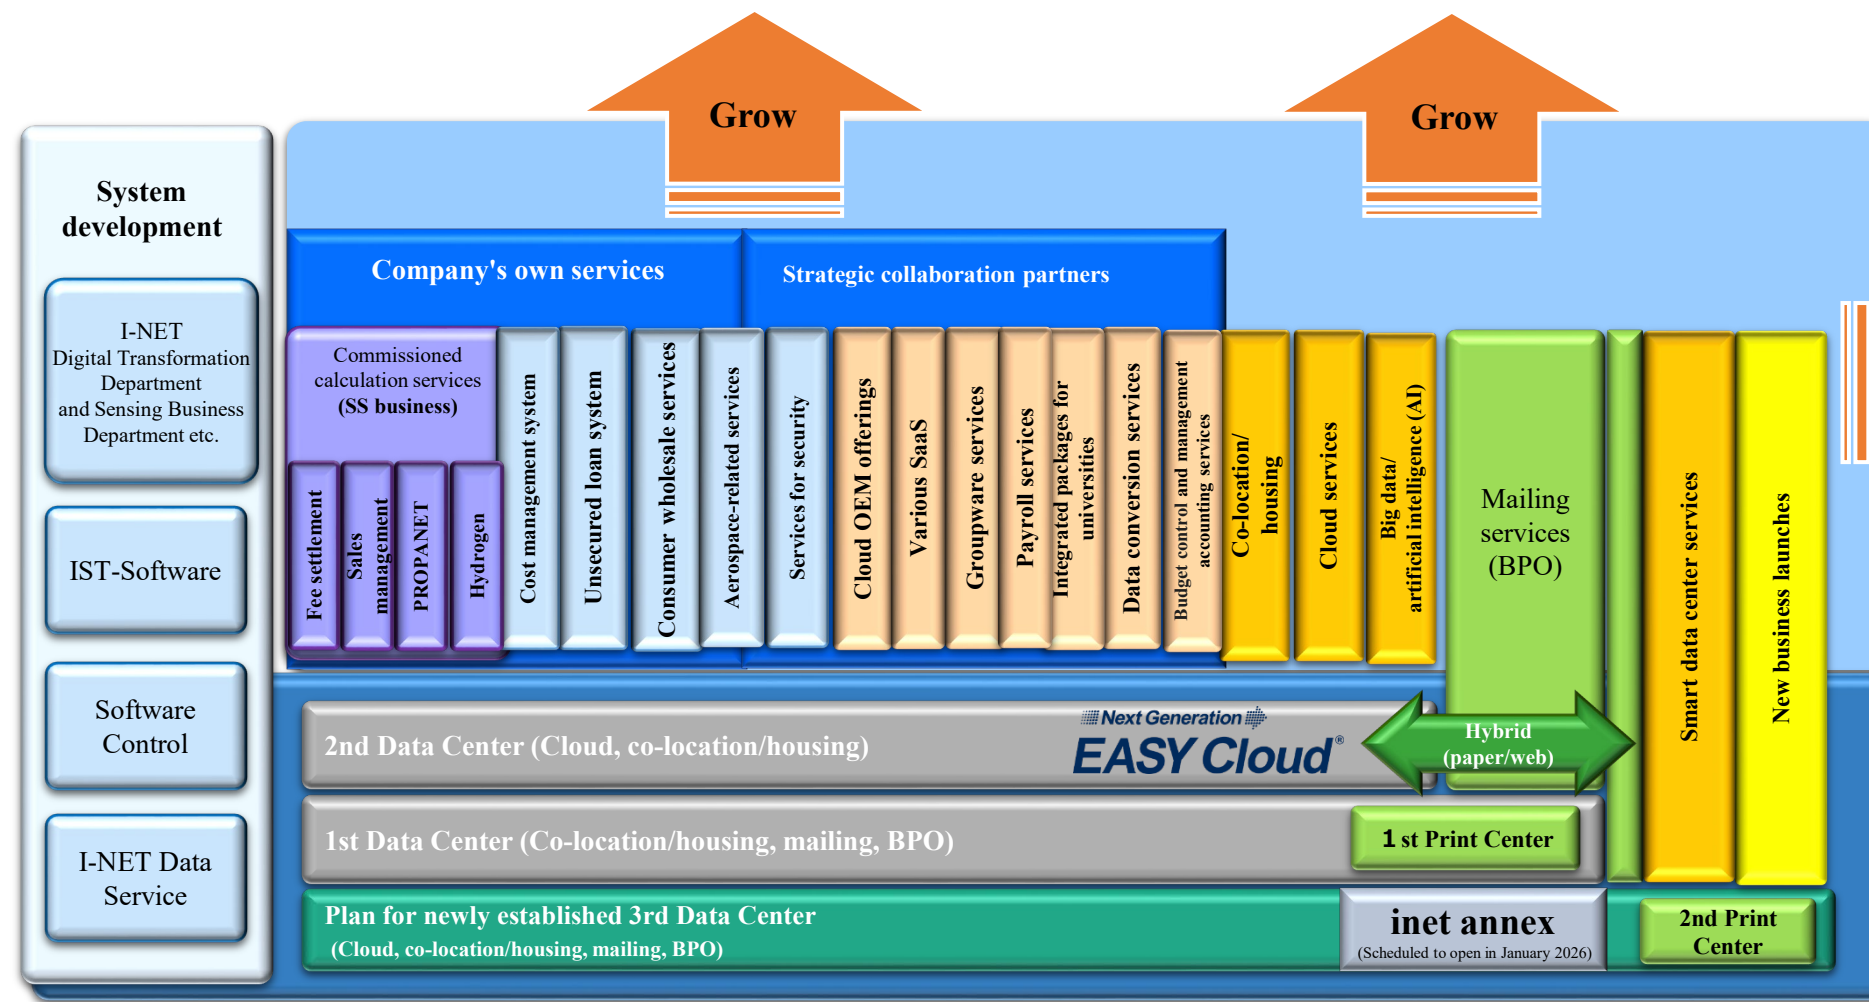 Grow
Grow
System
development
I-NET
Digital Transformation
Department
and Sensing Business
Department etc.
IST-Software
Software
Control
I-NET Data
Service
Company's own services
Strategic collaboration partners
Commissioned
calculation services
(SS business)
Fee settlement
Sales
management
PROPANET
Hydrogen
Cost management system
Unsecured loan system
Consumer wholesale services
Aerospace-related services
Services for security
Cloud OEM offerings
Various SaaS
Groupware services
Payroll services
Integrated packages for
universities
Data conversion services
Budget control and management
accounting services
Co-location/
housing
Cloud services
Big data/
artificial intelligence (AI)
Mailing
services
(BPO)
Smart data center services
New business launches
2nd Data Center (Cloud, co-location/housing)
Next Generation
EASY Cloud®
Hybrid
(paper/web)
1st Data Center (Co-location/housing, mailing, BPO)
1 st Print Center
Plan for newly established 3rd Data Center
(Cloud, co-location/housing, mailing, BPO)
inet annex
(Scheduled to open in January 2026)
2nd Print
Center